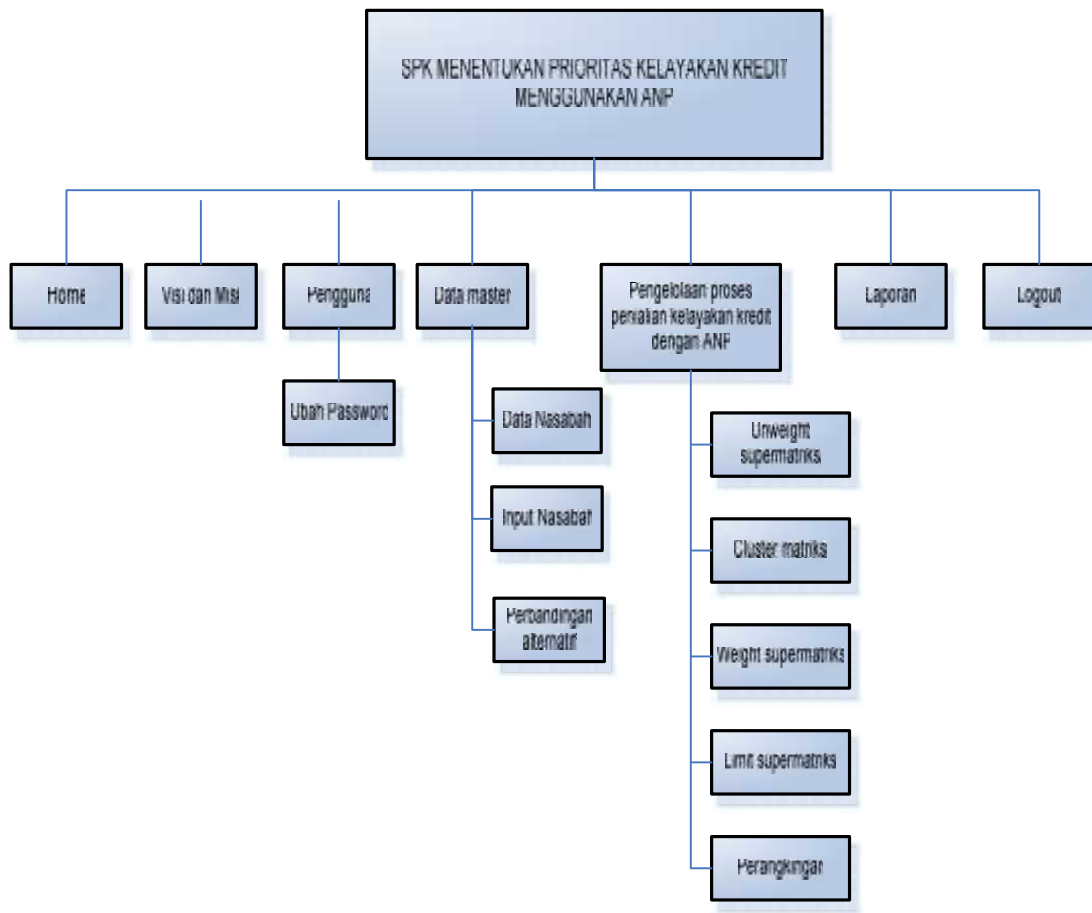 SPK MENENTUKAN PRIORITAS KELAYAKAN KREDIT
MENGGUNAKAN ANP
Home
Visi dan Misi
Pengguna
Data master
Pengelolaan proses
penilaian kelayakan kredit
dengan ANP
Laporan
Logout
Ubah Password
Data Nasabah
Input Nasabah
Perbandingan
alternatif
Unweight
supermatriks
Cluster matriks
Weight supermatriks
Limit supermatriks
Perangkingan